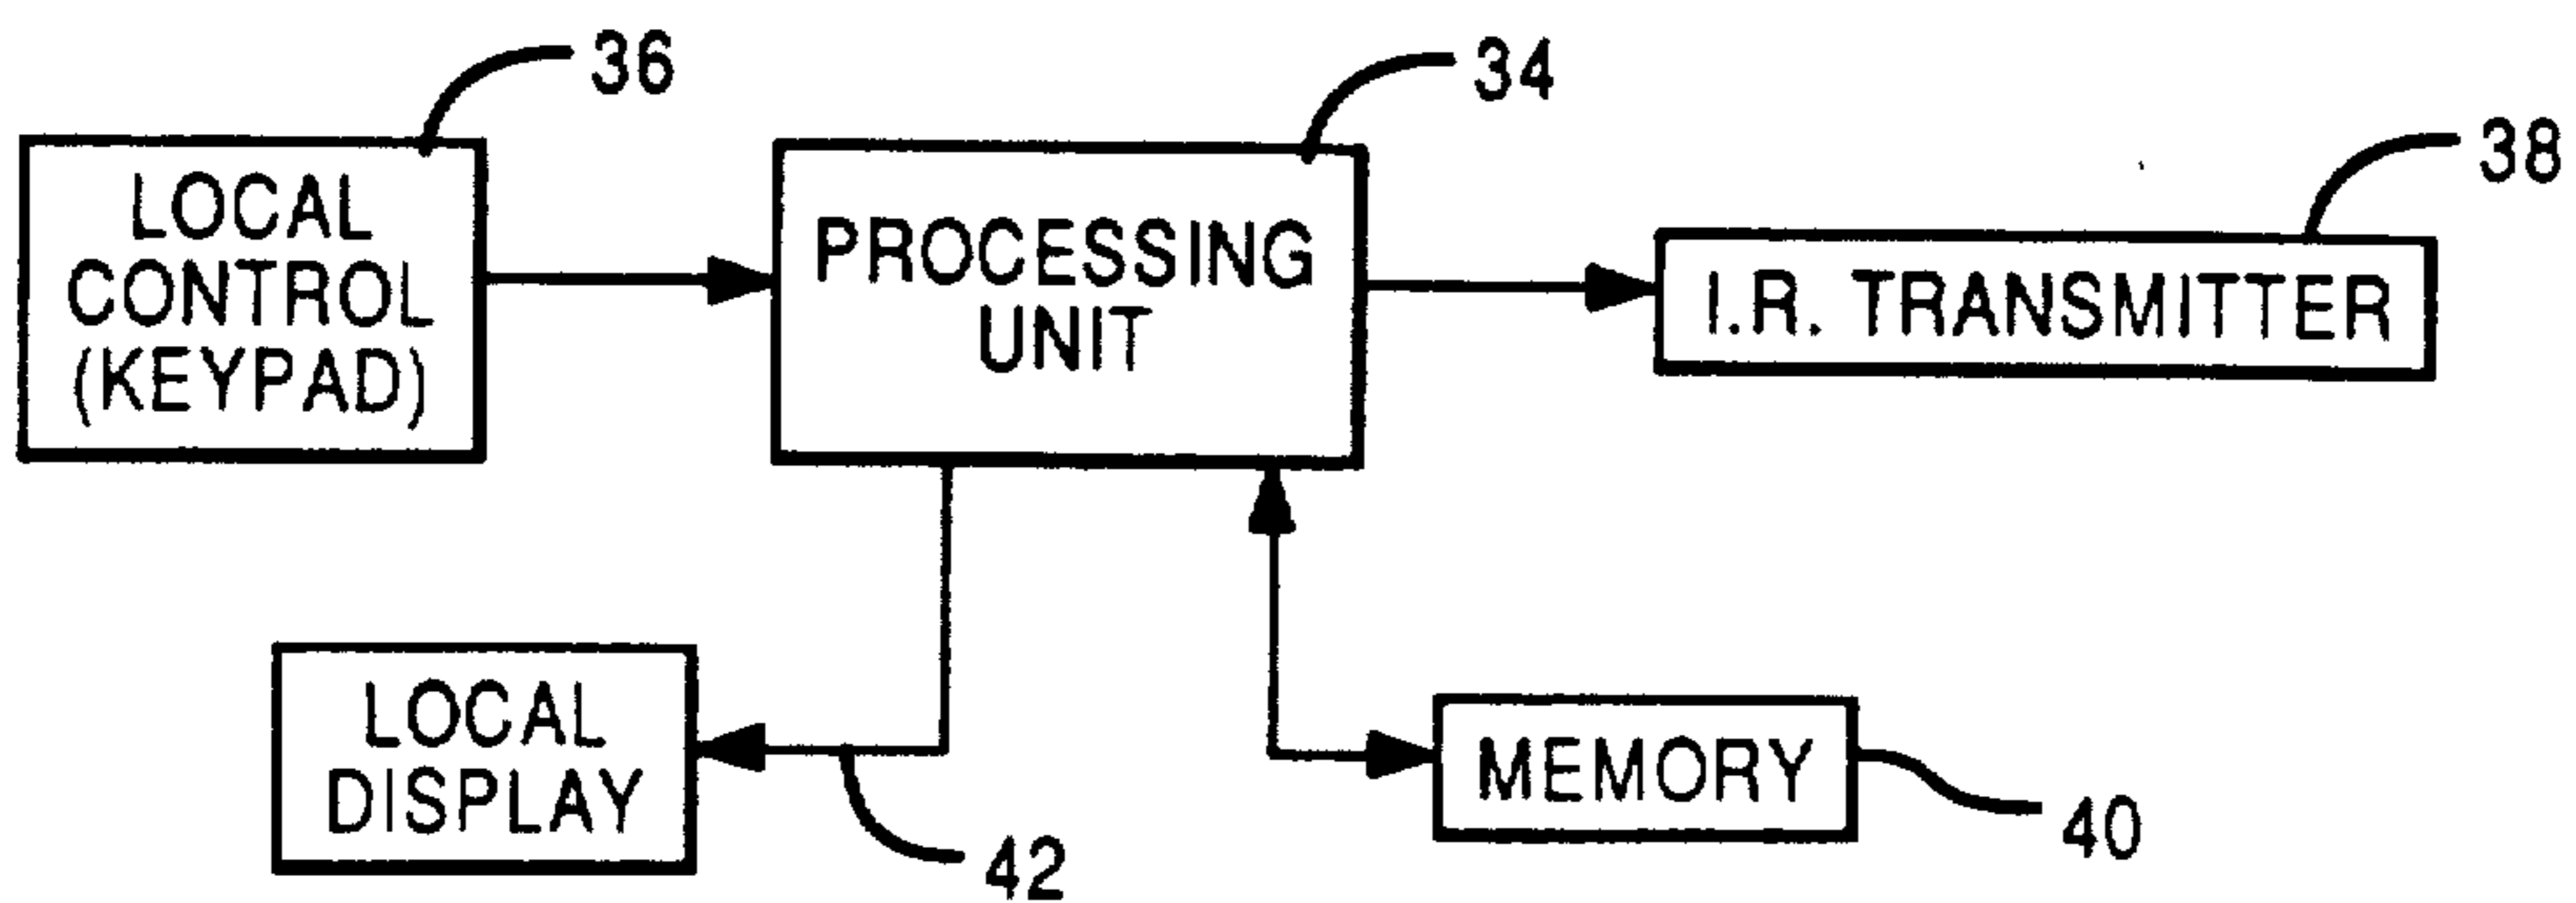 36
34
38
LOCAL
CONTROL
(KEYPAD)
PROCESSING
UNIT
I.R. TRANSMITTER
LOCAL
DISPLAY
42
MEMORY
40